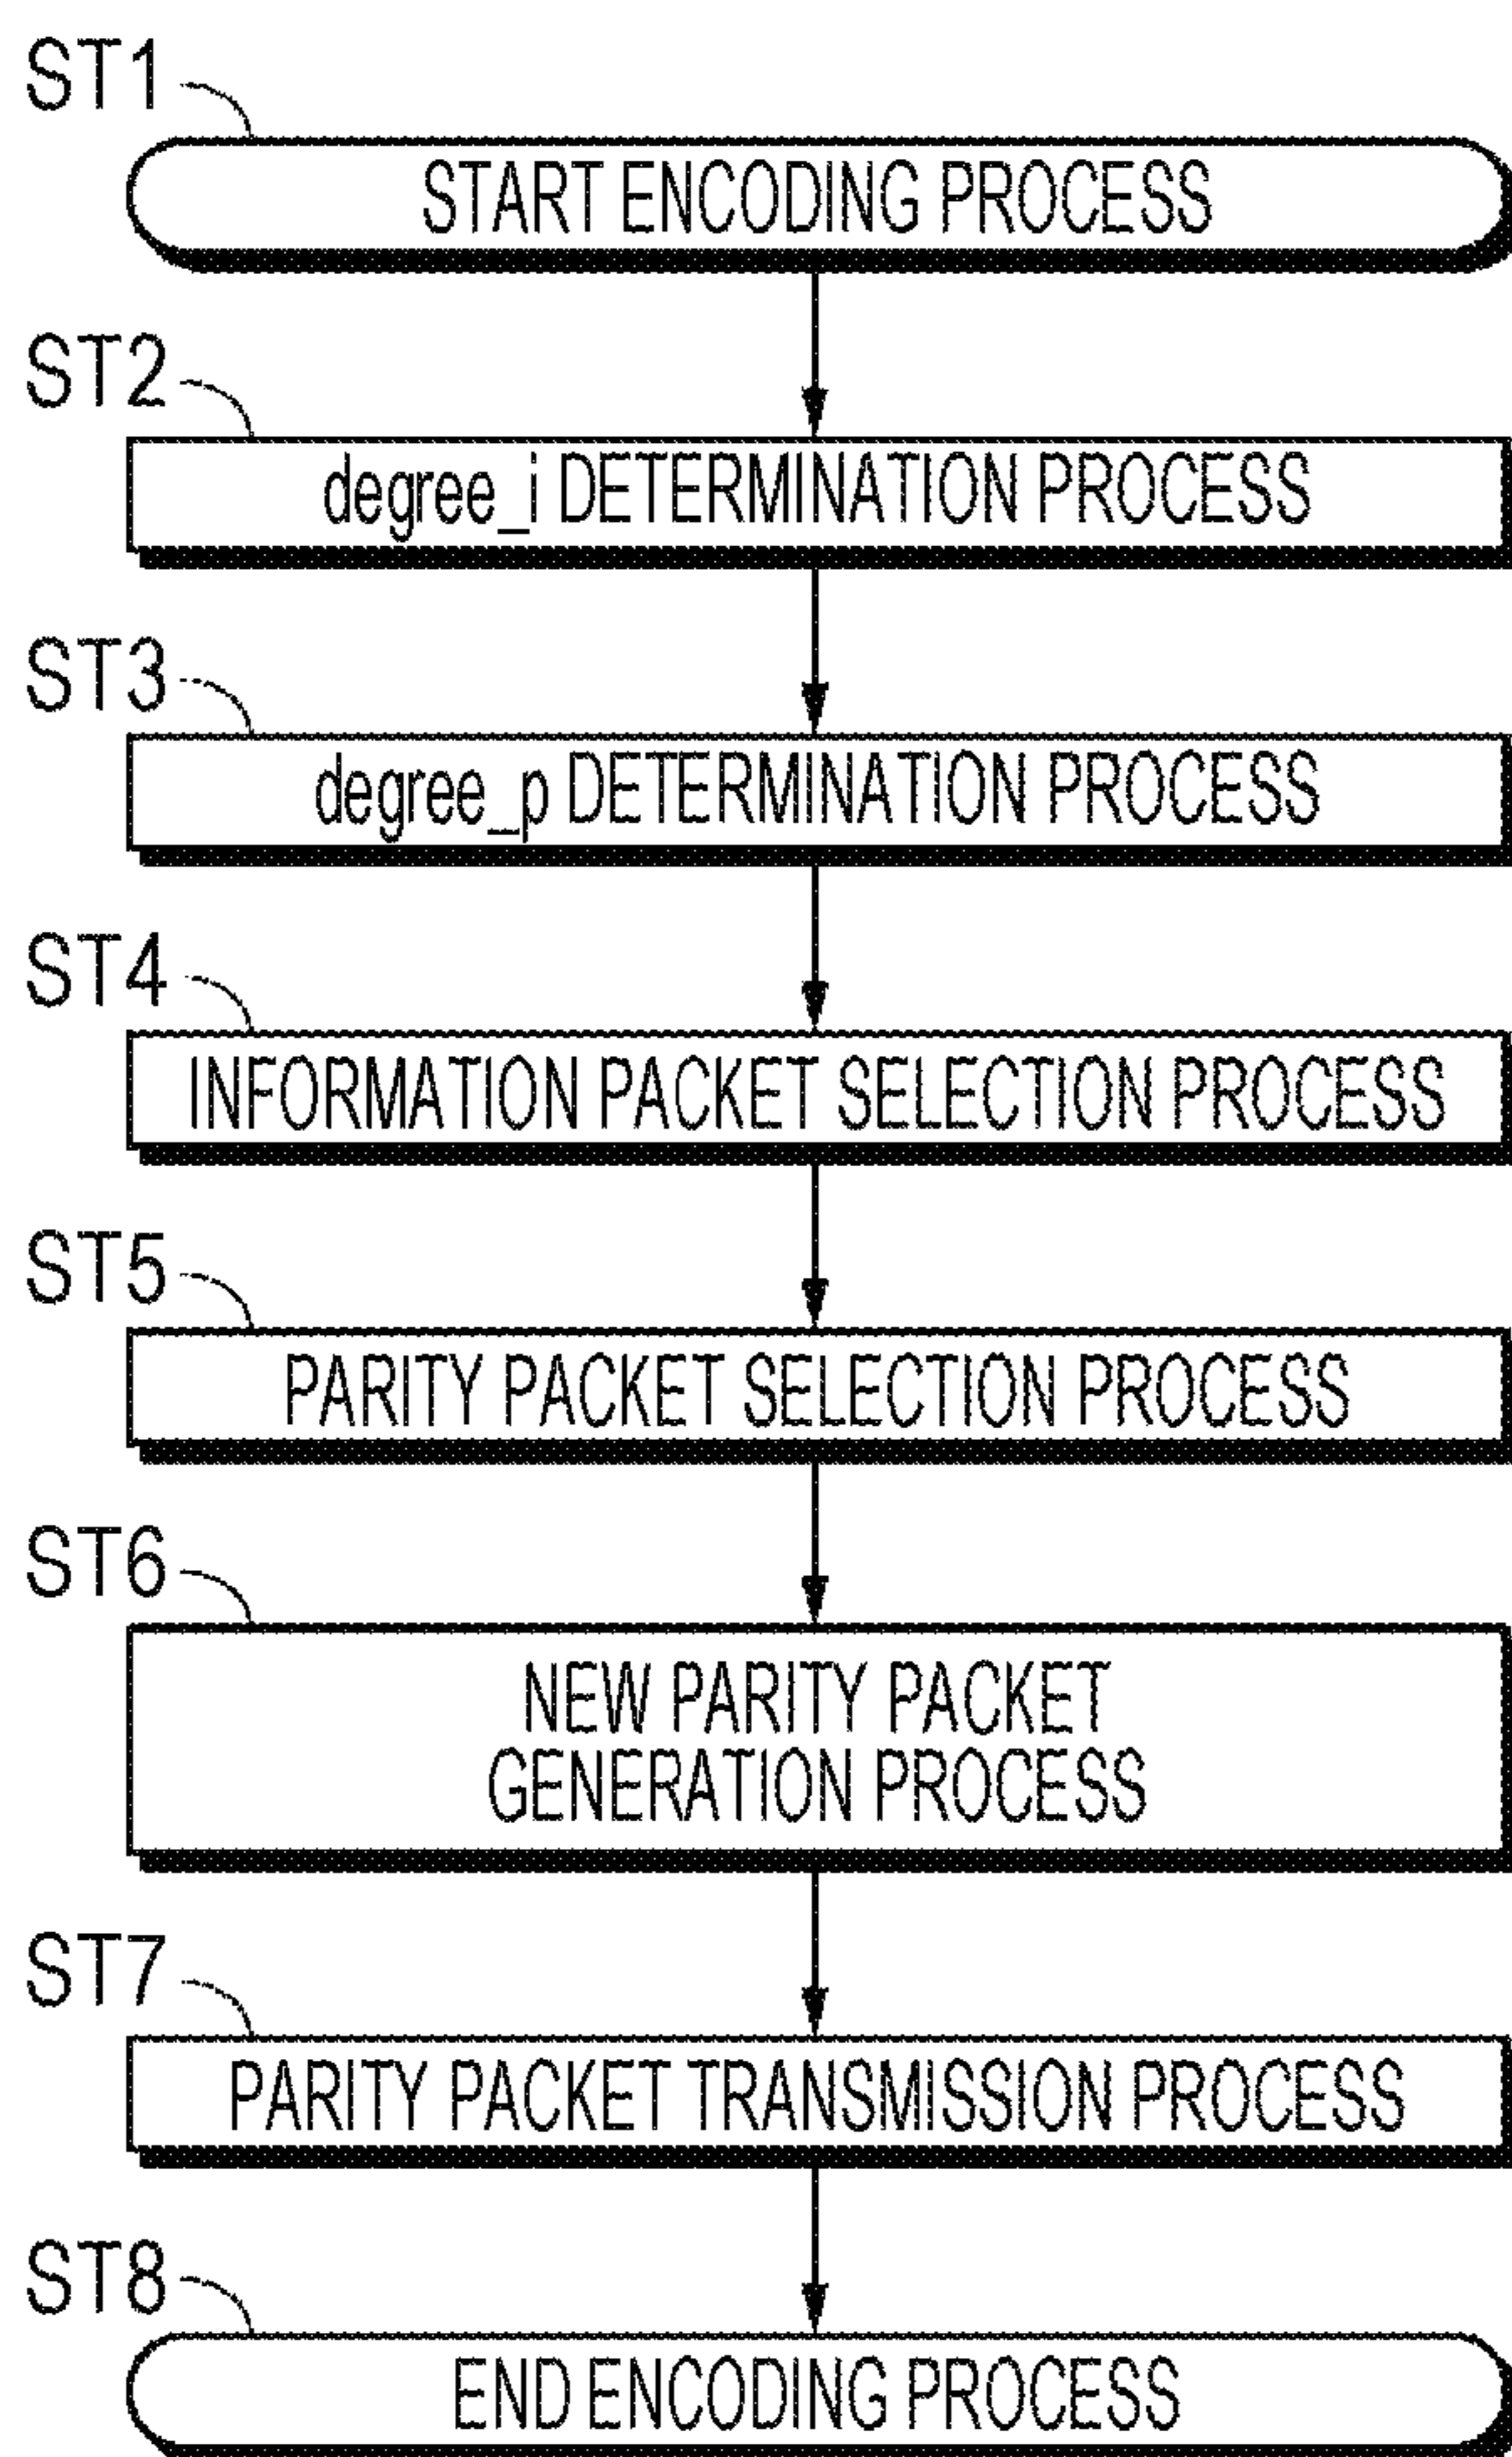 ST1
START ENCODING PROCESS
ST2
degree_i DETERMINATION PROCESS
ST3
degree_p DETERMINATION PROCESS
ST4
INFORMATION PACKET SELECTION PROCESS
ST5
PARITY PACKET SELECTION PROCESS
ST6
NEW PARITY PACKET
GENERATION PROCESS
ST7
PARITY PACKET TRANSMISSION PROCESS
ST8
END ENCODING PROCESS